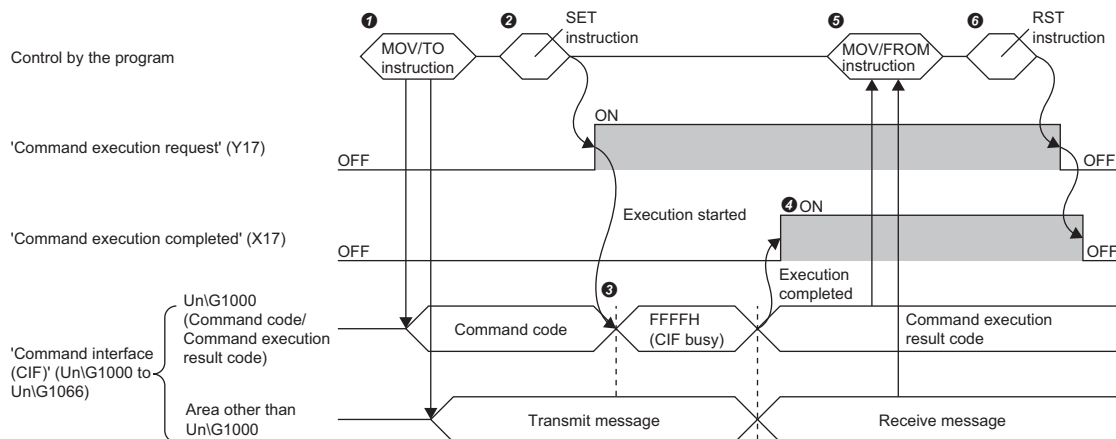 ❶
❷
SET
instruction
❺
❻
RST
instruction
Control by the program
MOV/TO
instruction
MOV/FROM
instruction
ON
'Command execution request' (Y17)
OFF
OFF
Execution started
❹ ON
'Command execution completed' (X17)
OFF
OFF
Execution
completed
❸
Un\G1000
(Command code/
Command execution
result code)
Command code
FFFFH
(CIF busy)
Command execution
result code
'Command interface
(CIF)' (Un\G1000 to
Un\G1066)
Area other than
Un\G1000
Transmit message
Receive message